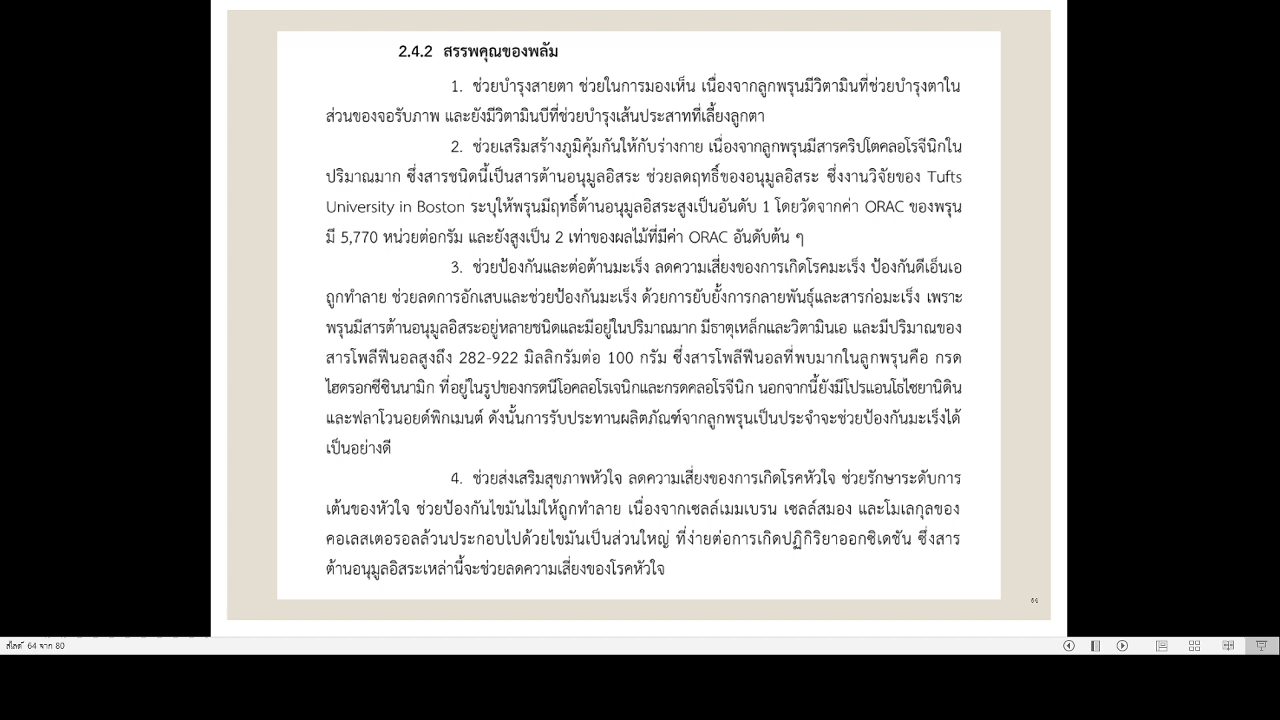 2.4.2 สรรพคุณของพลัม
1. ช่วยบำรุงสายตา ช่วยในการมองเห็น เนื่องจากลูกพรุนมีวิตามินที่ช่วยบำรุงตาใน
ส่วนของจอรับภาพ และยังมีวิตามินบีที่ช่วยบำรุงเส้นประสาทที่เลี้ยงลูกตา
2. ช่วยเสริมสร้างภูมิคุ้มกันให้กับร่างกาย เนื่องจากลูกพรุนมีสารคริปโตคลอโรจีนิกใน
ปริมาณมาก ซึ่งสารชนิดนี้เป็นสารต้านอนุมูลอิสระ ช่วยลดฤทธิ์ของอนุมูลอิสระ ซึ่งงานวิจัยของ Tufts
University in Boston ระบุให้พรุนมีฤทธิ์ต้านอนุมูลอิสระสูงเป็นอันดับ 1 โดยวัดจากค่า ORAC ของพรุน
มี 5,770 หน่วยต่อกรัม และยังสูงเป็น 2 เท่าของผลไม้ที่มีค่า ORAC อันดับต้น ๆ
3. ช่วยป้องกันและต่อต้านมะเร็ง ลดความเสี่ยงของการเกิดโรคมะเร็ง ป้องกันดีเอ็นเอ
ถูกทำลาย ช่วยลดการอักเสบและช่วยป้องกันมะเร็ง ด้วยการยับยั้งการกลายพันธุ์และสารก่อมะเร็ง เพราะ
พรุนมีสารต้านอนุมูลอิสระอยู่หลายชนิดและมีอยู่ในปริมาณมาก มีธาตุเหล็กและวิตามินเอ และมีปริมาณของ
สารโพลีฟีนอลสูงถึง 282-922 มิลลิกรัมต่อ 100 กรัม ซึ่งสารโพลีฟีนอลที่พบมากในลูกพรุนคือ กรด
ไฮดรอกซีซินนามิก ที่อยู่ในรูปของกรดนีโอคลอโรเจนิกและกรดคลอโรจีนิก นอกจากนี้ยังมีโปรแอนโธไซยานิดิน
และฟลาโวนอยด์พิกเมนต์ ดังนั้นการรับประทานผลิตภัณฑ์จากลูกพรุนเป็นประจำจะช่วยป้องกันมะเร็งได้
เป็นอย่างดี
4. ช่วยส่งเสริมสุขภาพหัวใจ ลดความเสี่ยงของการเกิดโรคหัวใจ ช่วยรักษาระดับการ
เต้นของหัวใจ ช่วยป้องกันไขมันไม่ให้ถูกทำลาย เนื่องจากเซลล์เมมเบรน เซลล์สมอง และโมเลกุลของ
คอเลสเตอรอลล้วนประกอบไปด้วยไขมันเป็นส่วนใหญ่ ที่ง่ายต่อการเกิดปฏิกิริยาออกซิเดชัน ซึ่งสาร
ต้านอนุมูลอิสระเหล่านี้จะช่วยลดความเสี่ยงของโรคหัวใจ
สไลด์ 64 จาก 80